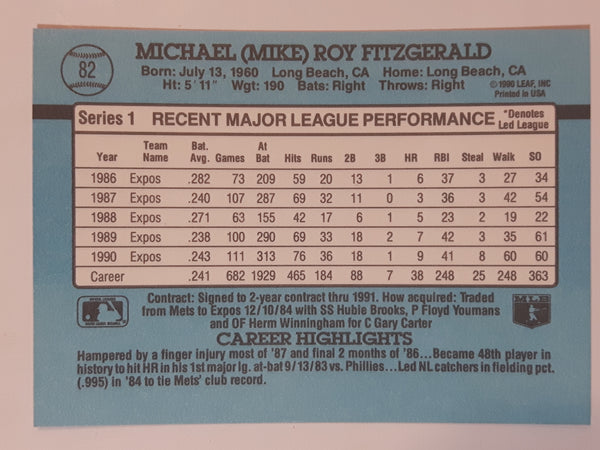 82
MICHAEL (MIKE) ROY FITZGERALD
Born: July 13, 1960 Long Beach, CA Home: Long Beach, CA
Ht: 5' 11" Wgt: 190 Bats: Right Throws: Right
© 1990 LEAF, INC
Printed in USA
Series 1 RECENT MAJOR LEAGUE PERFORMANCE *Denotes Led League
Year Team Name Bat. Avg. Games At Bat Hits Runs 2B 3B HR RBI Steal Walk SO
1986 Expos .282 73 209 59 20 13 1 6 37 3 27 34
1987 Expos .240 107 287 69 32 11 0 3 36 3 42 54
1988 Expos .271 63 155 42 17 6 1 5 23 2 19 22
1989 Expos .238 100 290 69 33 18 2 7 42 3 35 61
1990 Expos .243 111 313 76 36 18 1 9 41 8 60 60
Career .241 682 1929 465 184 88 7 38 248 25 248 363
Contract: Signed to 2-year contract thru 1991. How acquired: Traded
from Mets to Expos 12/10/84 with SS Hubie Brooks, P Floyd Youmans
and OF Herm Winningham for C Gary Carter
MLB
CAREER HIGHLIGHTS
Hampered by a finger injury most of '87 and final 2 months of '86...Became 48th player in
history to hit HR in his 1st major lg. at-bat 9/13/83 vs. Phillies...Led NL catchers in fielding pct.
(.995) in '84 to tie Mets' club record.